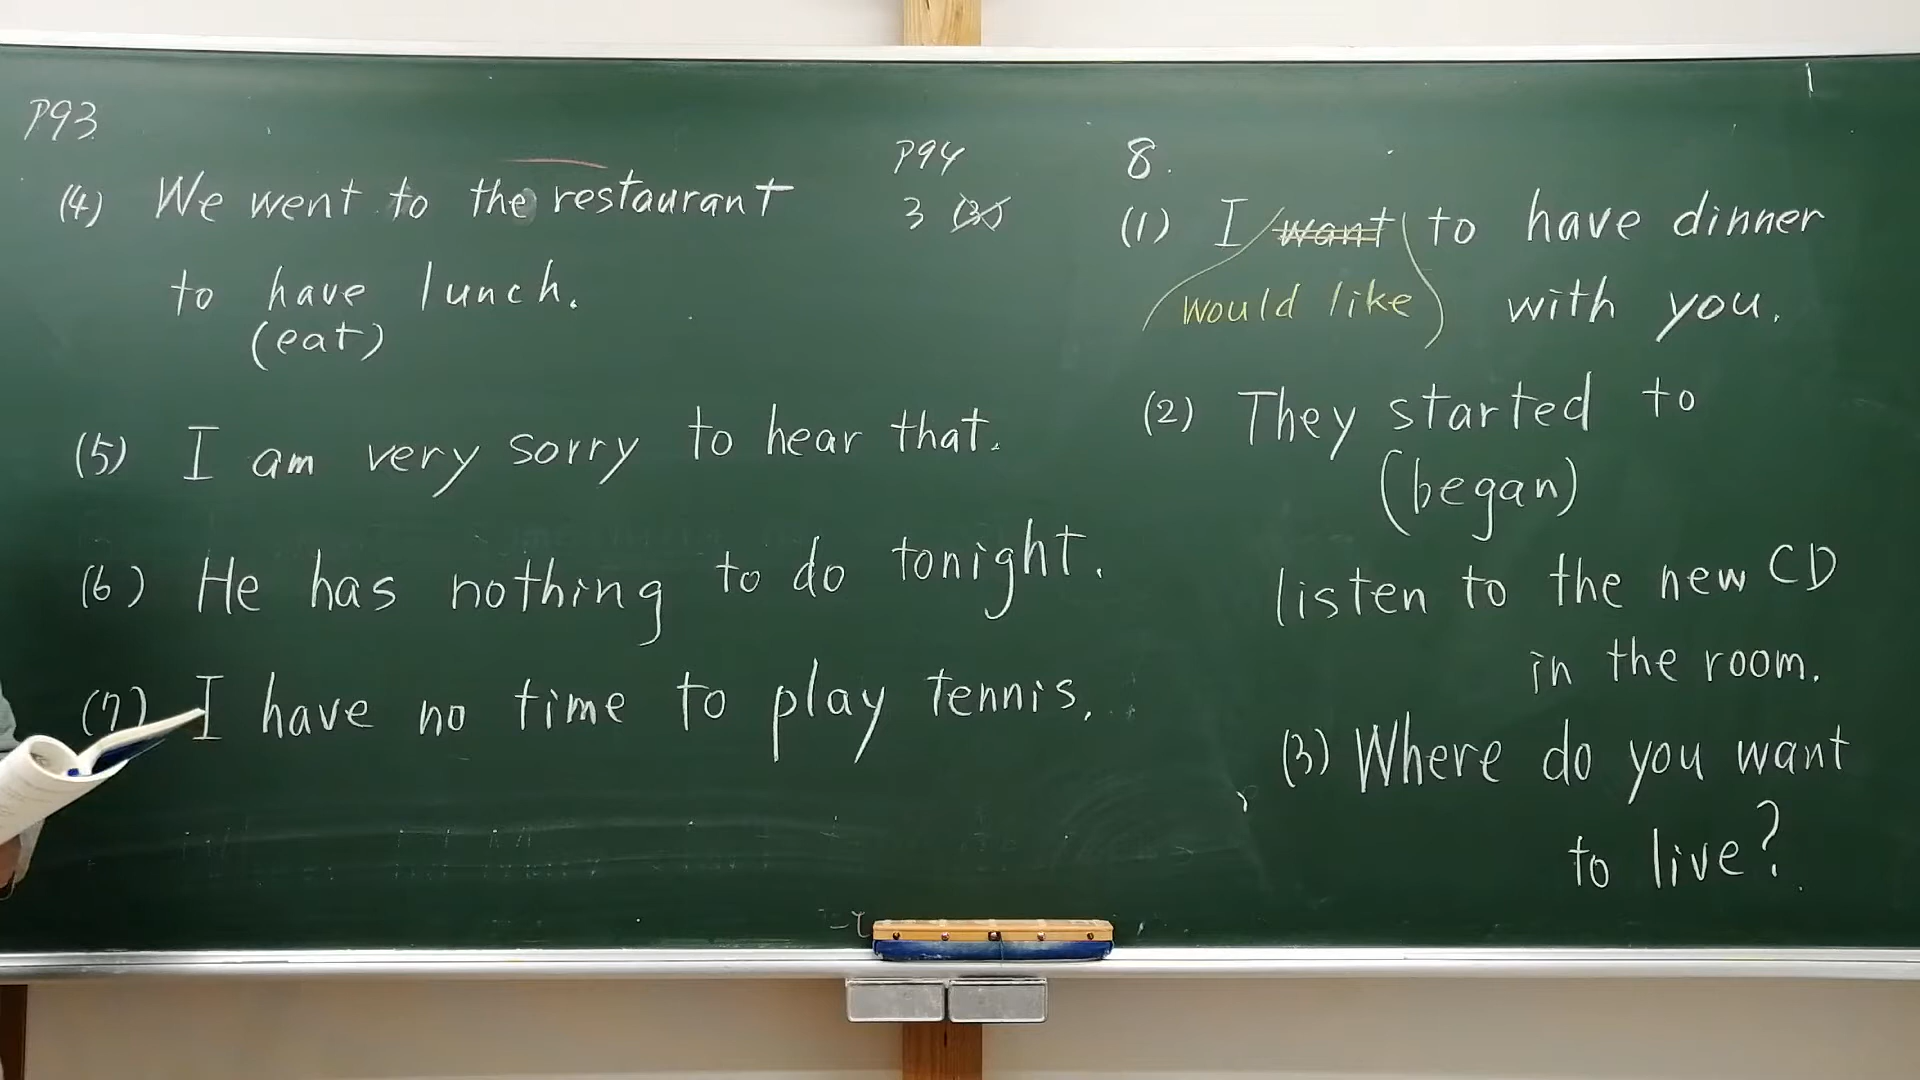 P93
(4) We went to the restaurant
to have lunch.
(eat)
(5) I am very sorry to hear that.
(6) He has nothing to do tonight.
(7) I have no time to play tennis.
P94
3 (3)
8.
(1) I want to have dinner
would like with you.
(2) They started to
(began)
listen to the new CD
in the room.
(3) Where do you want
to live?